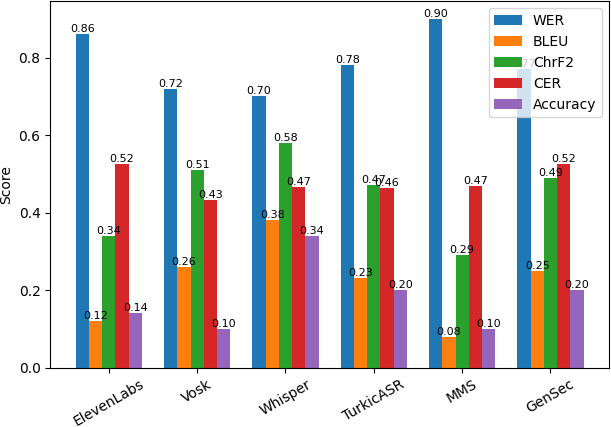 WER
BLEU
ChrF2
CER
Accuracy
Score
0.8
0.6
0.4
0.2
0.0
0.86
0.12
0.34
0.52
0.14
0.72
0.26
0.51
0.43
0.10
0.70
0.38
0.58
0.47
0.34
0.78
0.23
0.47
0.46
0.20
0.90
0.08
0.29
0.47
0.10
0.77
0.25
0.49
0.52
0.20
ElevenLabs
Vosk
Whisper
TurkicASR
MMS
GenSec